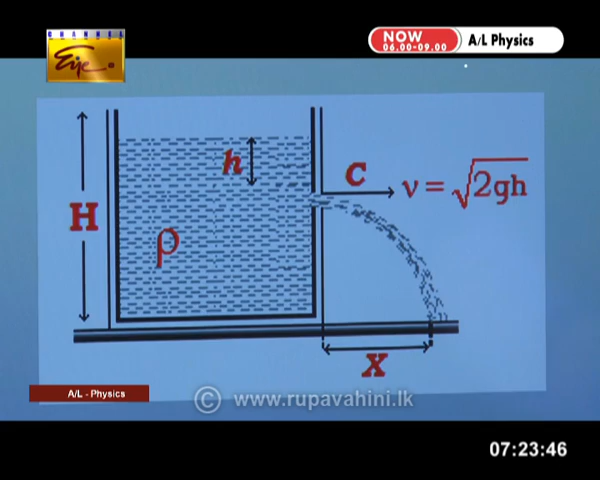 CHANNEL
Eye
NOW
06.00-09.00
A/L Physics
h
C
v = √2gh
H
ρ
X
A/L - Physics
© www.rupavahini.lk
07:23:46